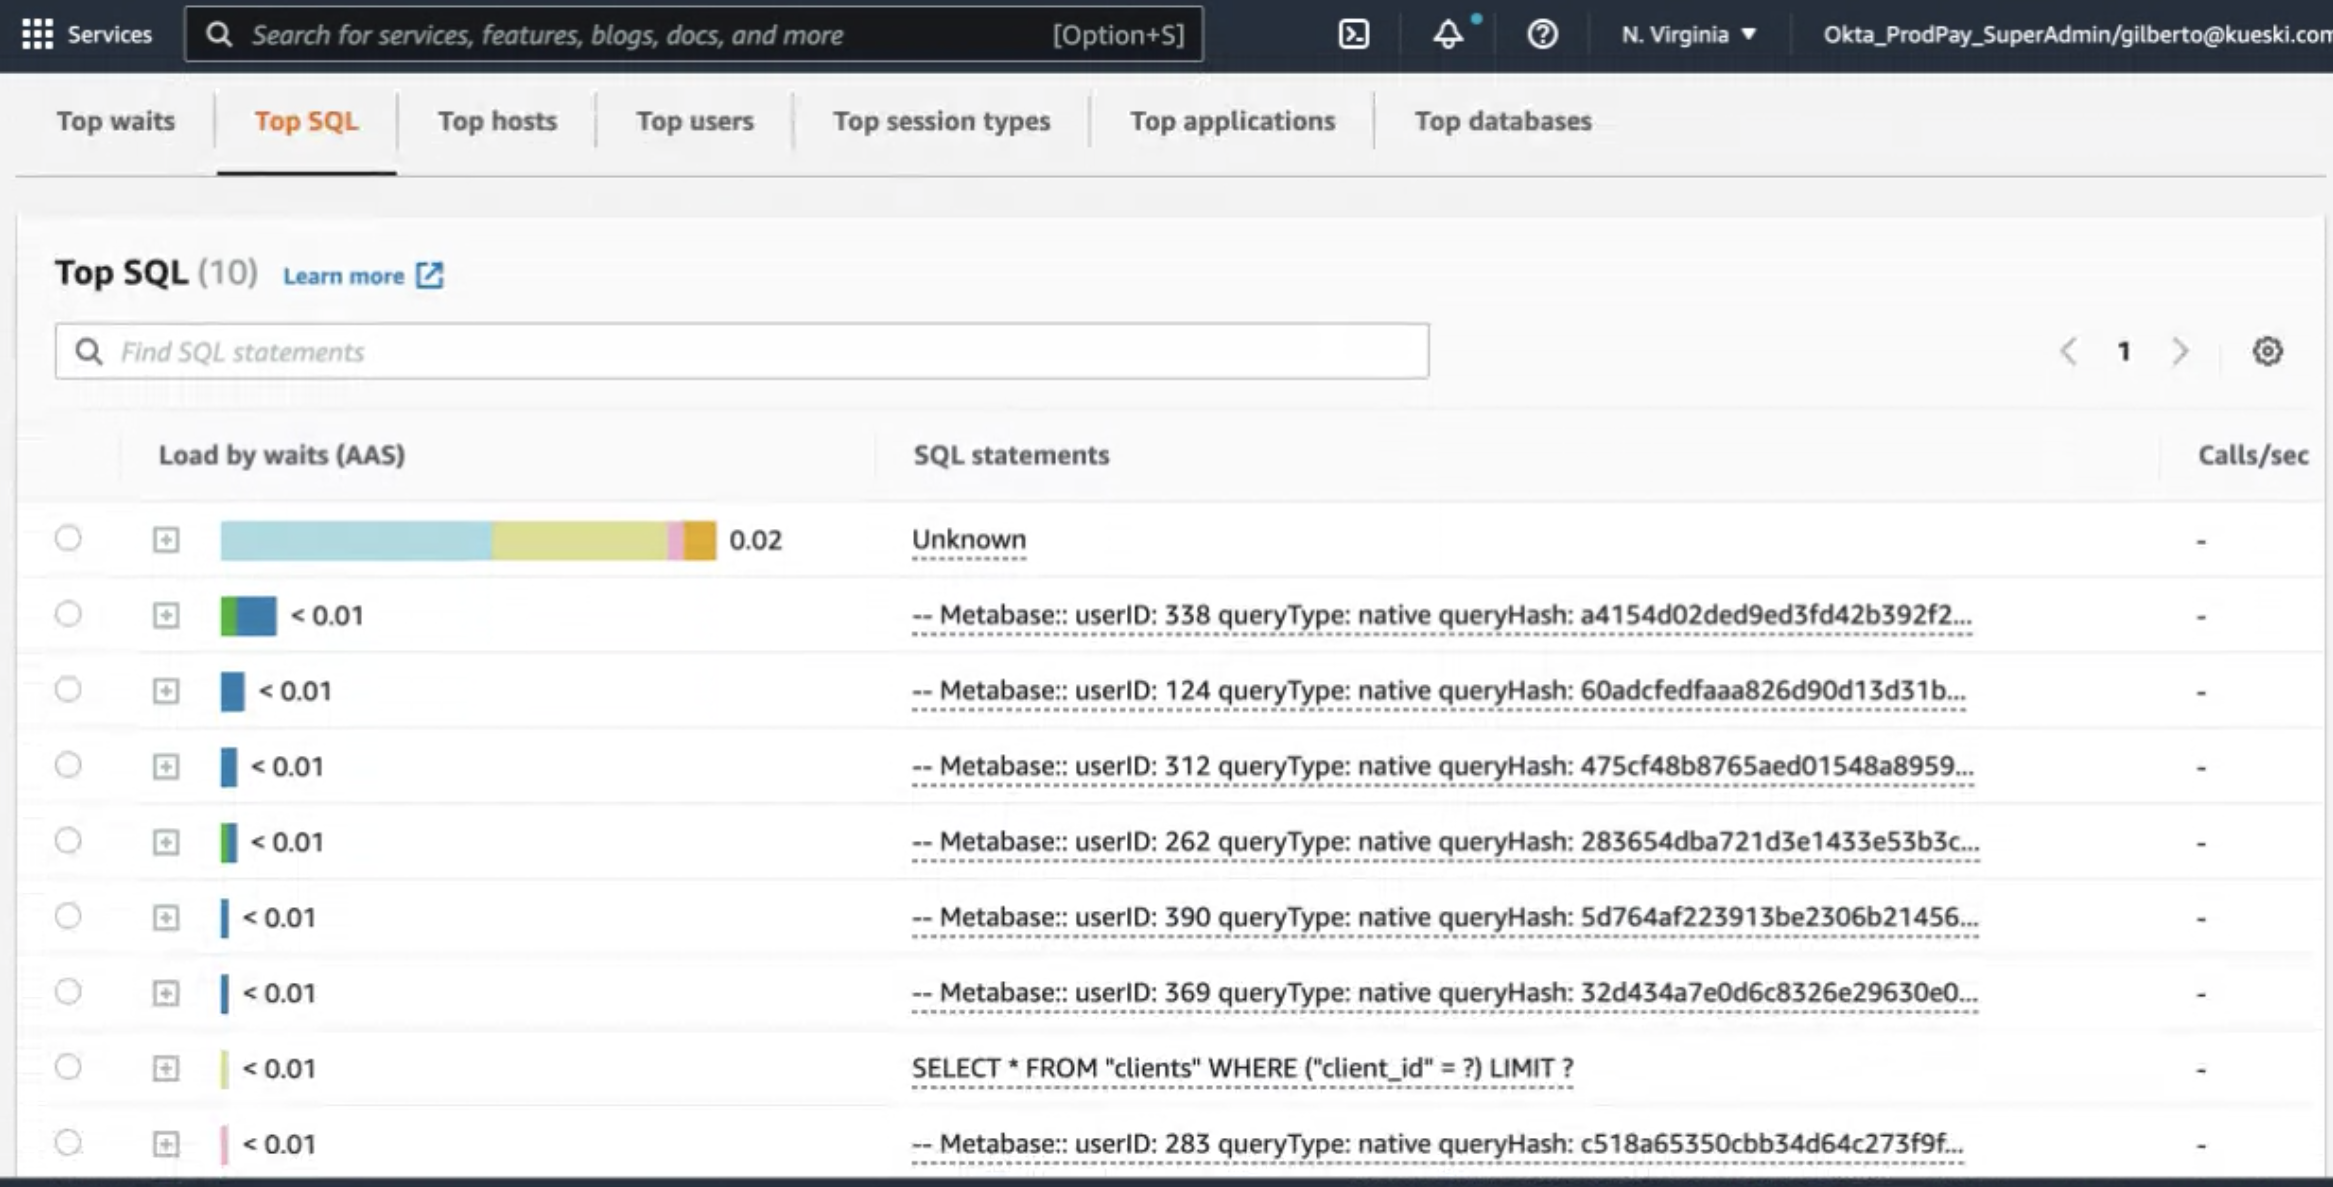 Services
Search for services, features, blogs, docs, and more [Option+S]
N. Virginia ▼
Okta_ProdPay_SuperAdmin/gilberto@kueski.com
Top waits Top SQL Top hosts Top users Top session types Top applications Top databases
Top SQL (10) Learn more
Find SQL statements
1
Load by waits (AAS) SQL statements Calls/sec
0.02 Unknown -
< 0.01 -- Metabase:: userID: 338 queryType: native queryHash: a4154d02ded9ed3fd42b392f2... -
< 0.01 -- Metabase:: userID: 124 queryType: native queryHash: 60adcfedfaaa826d90d13d31b... -
< 0.01 -- Metabase:: userID: 312 queryType: native queryHash: 475cf48b8765aed01548a8959... -
< 0.01 -- Metabase:: userID: 262 queryType: native queryHash: 283654dba721d3e1433e53b3c... -
< 0.01 -- Metabase:: userID: 390 queryType: native queryHash: 5d764af223913be2306b21456... -
< 0.01 -- Metabase:: userID: 369 queryType: native queryHash: 32d434a7e0d6c8326e29630e0... -
< 0.01 SELECT * FROM "clients" WHERE ("client_id" = ?) LIMIT ? -
< 0.01 -- Metabase:: userID: 283 queryType: native queryHash: c518a65350cbb34d64c273f9f... -